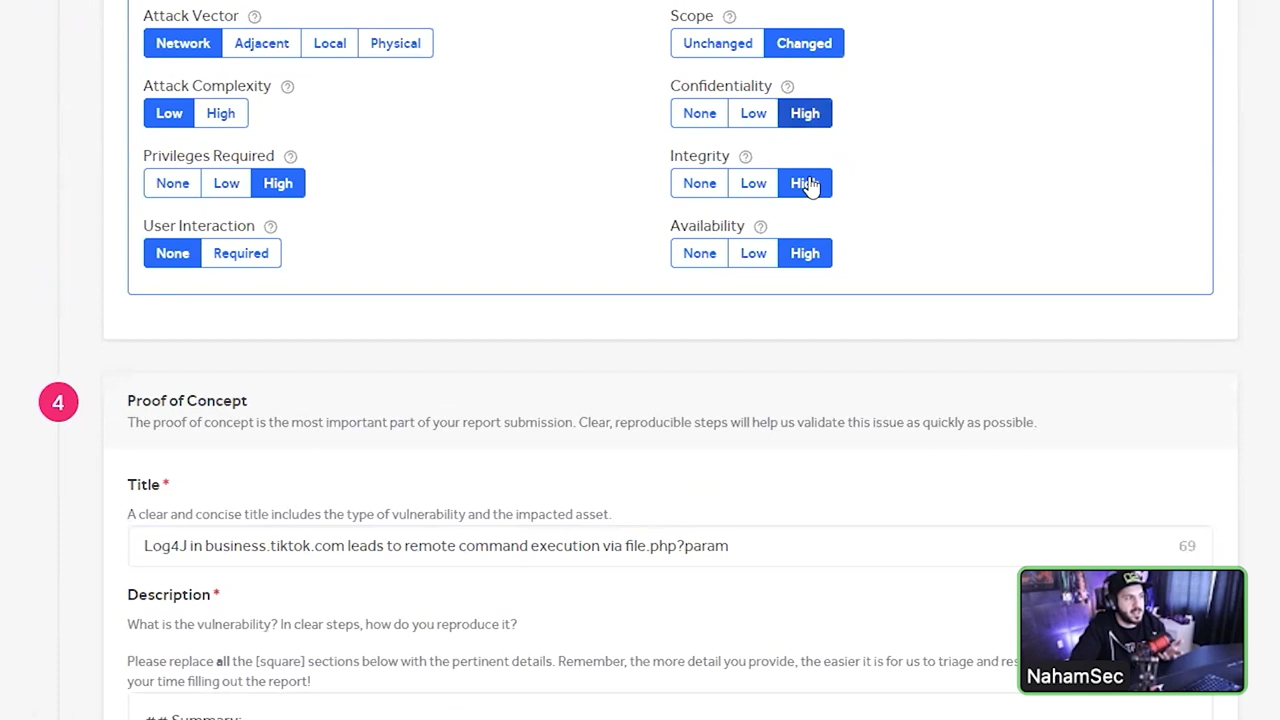 Attack Vector
Network Adjacent Local Physical
Attack Complexity
Low High
Privileges Required
None Low High
User Interaction
None Required
Scope
Unchanged Changed
Confidentiality
None Low High
Integrity
None Low High
Availability
None Low High
4
Proof of Concept
The proof of concept is the most important part of your report submission. Clear, reproducible steps will help us validate this issue as quickly as possible.
Title *
A clear and concise title includes the type of vulnerability and the impacted asset.
Log4J in business.tiktok.com leads to remote command execution via file.php?param 69
Description *
What is the vulnerability? In clear steps, how do you reproduce it?
Please replace all the [square] sections below with the pertinent details. Remember, the more detail you provide, the easier it is for us to triage and
your time filling out the report!
## Summary:
NahamSec